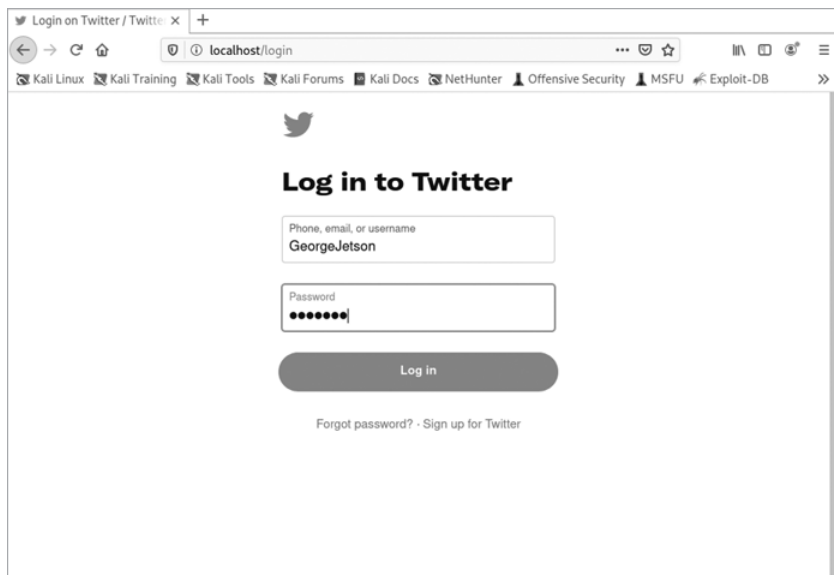 Login on Twitter / Twitte
localhost/login
Kali Linux Kali Training Kali Tools Kali Forums Kali Docs NetHunter Offensive Security MSFU Exploit-DB
Log in to Twitter
Phone, email, or username
GeorgeJetson
Password
•••••••
Log in
Forgot password? · Sign up for Twitter